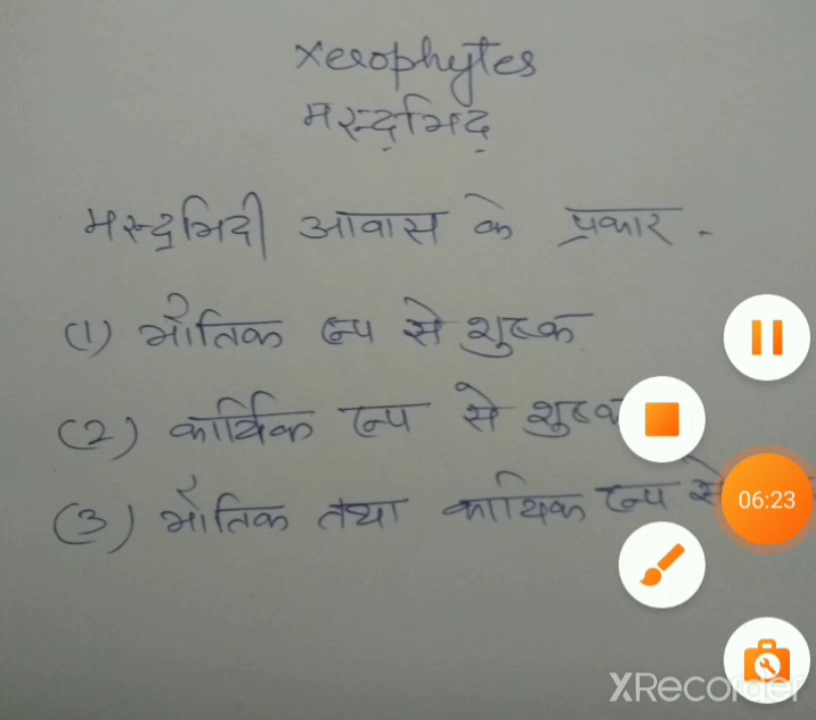 Xerophytes
मरुद्भिद्
मरुद्भिदी आवास के प्रकार -
(1) भौतिक रूप से शुष्क
(2) कार्यिक रूप से शुष्क
(3) भौतिक तथा कायिक रूप से
06:23
XRecorder